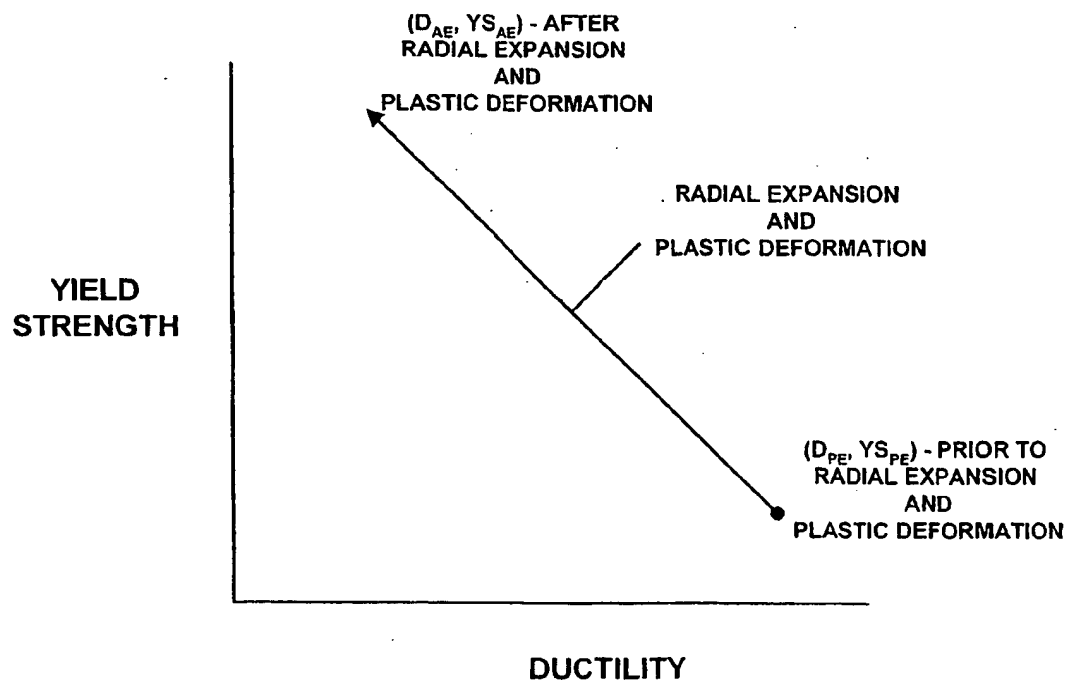 (D_AE, YS_AE) - AFTER
RADIAL EXPANSION
AND
PLASTIC DEFORMATION
RADIAL EXPANSION
AND
PLASTIC DEFORMATION
YIELD
STRENGTH
(D_PE, YS_PE) - PRIOR TO
RADIAL EXPANSION
AND
PLASTIC DEFORMATION
DUCTILITY